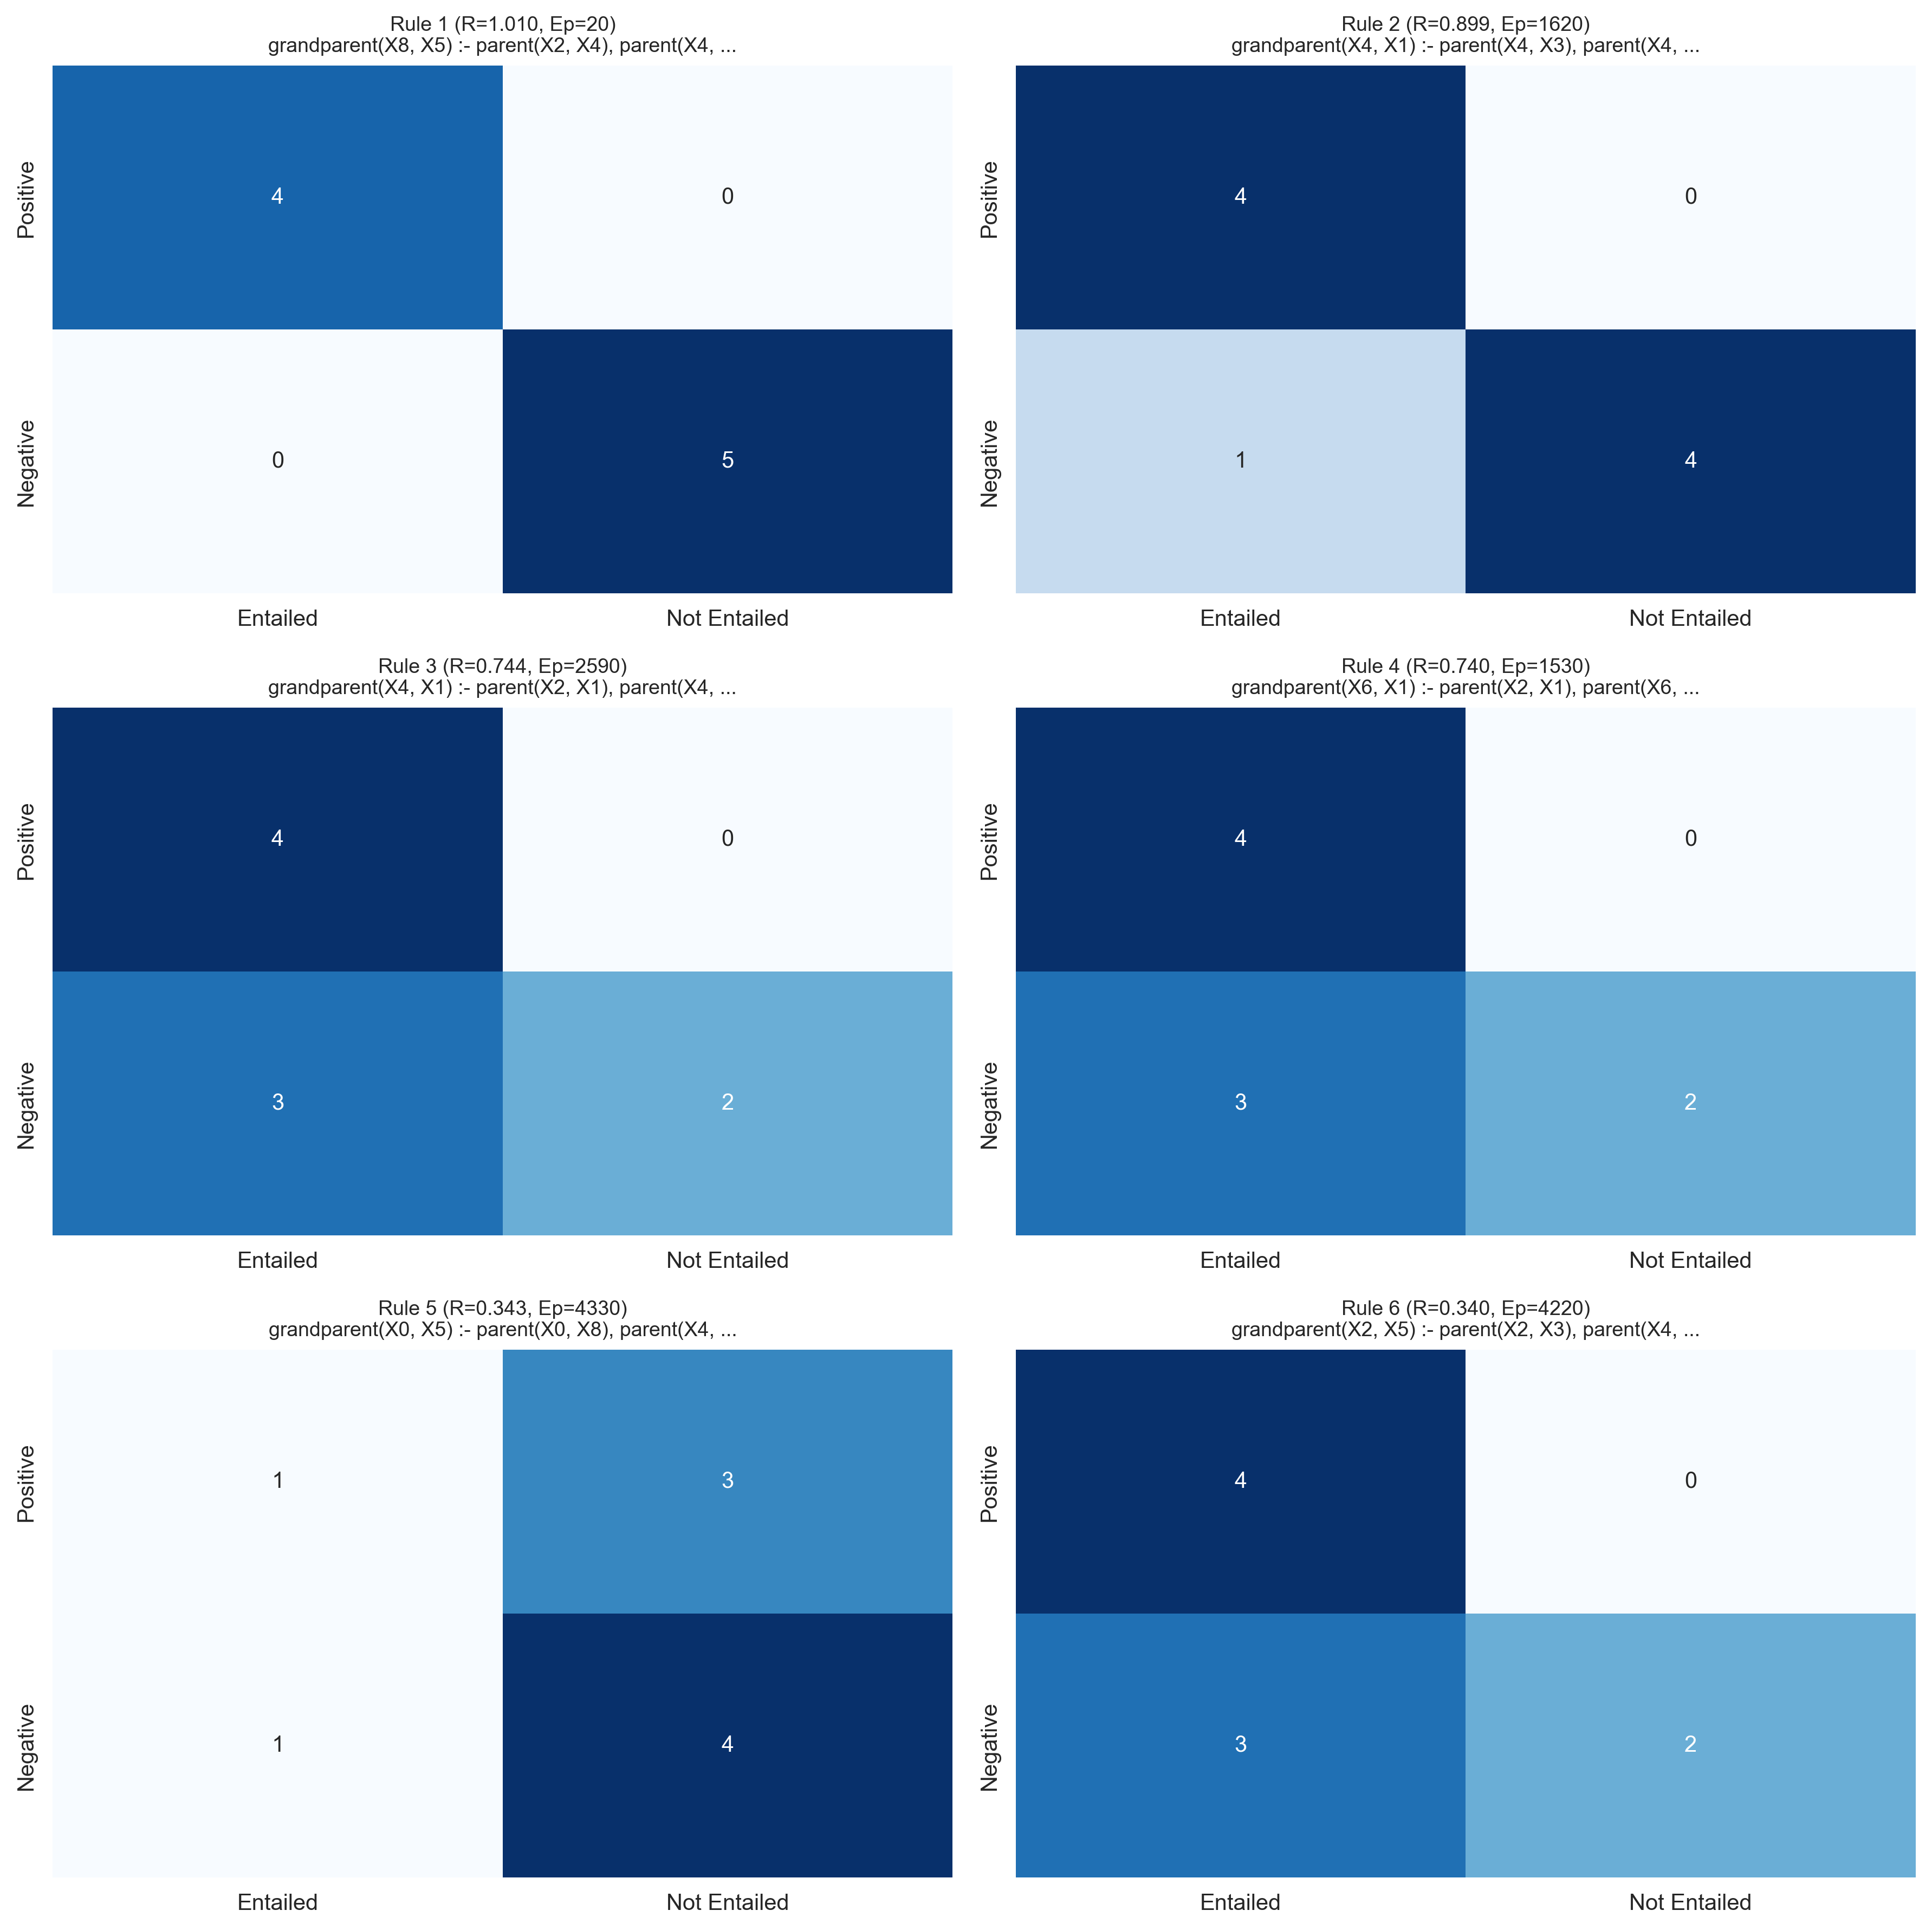 Rule 1 (R=1.010, Ep=20)
grandparent(X8, X5) :- parent(X2, X4), parent(X4, ...
Positive
4
0
Negative
0
5
Entailed
Not Entailed
Rule 2 (R=0.899, Ep=1620)
grandparent(X4, X1) :- parent(X4, X3), parent(X4, ...
Positive
4
0
Negative
1
4
Entailed
Not Entailed
Rule 3 (R=0.744, Ep=2590)
grandparent(X4, X1) :- parent(X2, X1), parent(X4, ...
Positive
4
0
Negative
3
2
Entailed
Not Entailed
Rule 4 (R=0.740, Ep=1530)
grandparent(X6, X1) :- parent(X2, X1), parent(X6, ...
Positive
4
0
Negative
3
2
Entailed
Not Entailed
Rule 5 (R=0.343, Ep=4330)
grandparent(X0, X5) :- parent(X0, X8), parent(X4, ...
Positive
1
3
Negative
1
4
Entailed
Not Entailed
Rule 6 (R=0.340, Ep=4220)
grandparent(X2, X5) :- parent(X2, X3), parent(X4, ...
Positive
4
0
Negative
3
2
Entailed
Not Entailed